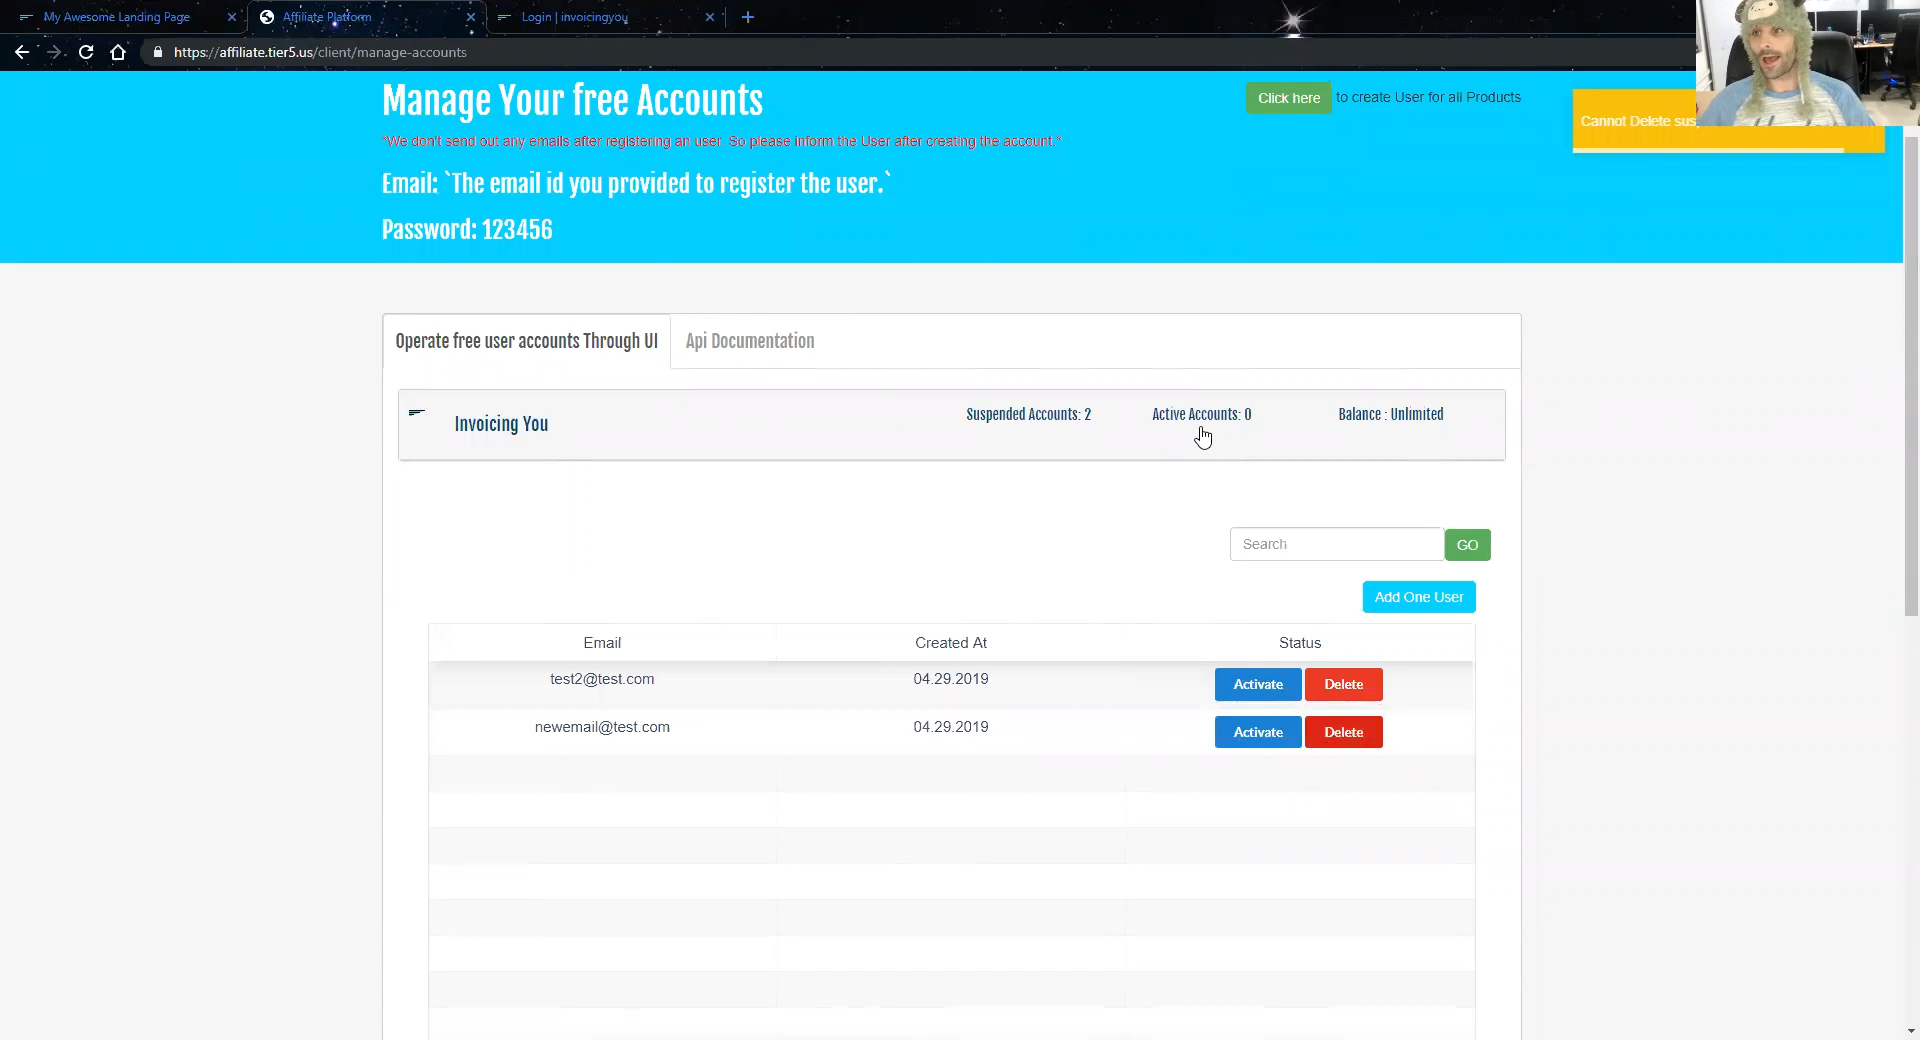 My Awesome Landing Page
Affiliate Platform
Login | invoicingyou
https://affiliate.tier5.us/client/manage-accounts
Manage Your free Accounts
Click here to create User for all Products
Cannot Delete
*We don't send out any emails after registering an user. So please inform the User after creating the account.*
Email: `The email id you provided to register the user.`
Password: 123456
Operate free user accounts Through UI
Api Documentation
Invoicing You
Suspended Accounts: 2
Active Accounts: 0
Balance : Unlimited
Search
GO
Add One User
Email Created At Status
test2@test.com 04.29.2019 Activate Delete
newemail@test.com 04.29.2019 Activate Delete